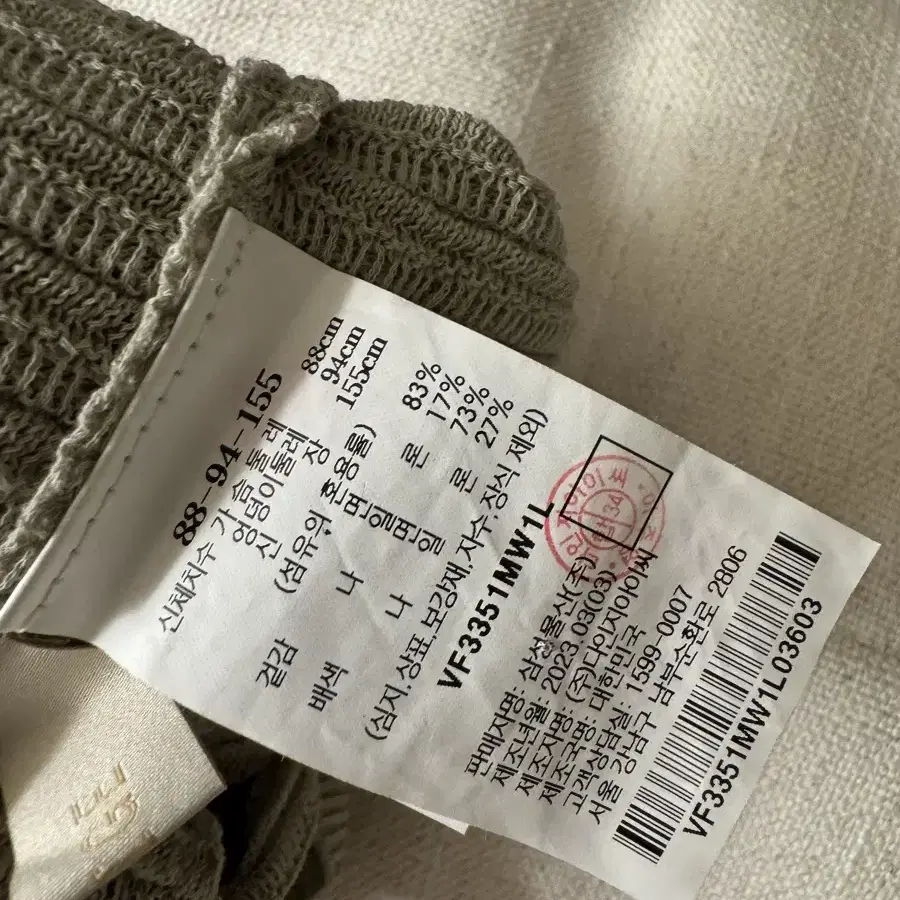 88-94-155
신체치수 가슴둘레 88cm
엉덩이둘레 94cm
신장 155cm
(섬유의 혼용률)
겉감 면 83%
나일론 17%
배색 면 73%
나일론 27%
(심지.상표.보강재.자수.장식 제외)
VF3351MW1L
판매자명: 삼성물산(주)
제조년월: 2023.03(03)
제조자명: (주)다인지아이씨
제조국명: 대한민국
고객상담실: 1599-0007
서울 강남구 남부순환로 2806
VF3351MW1L03603